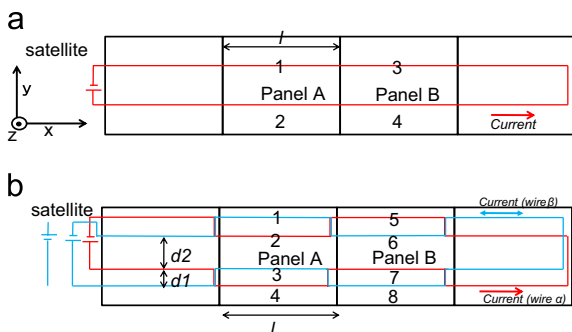 a
l
satellite
1
3
y
Panel A
Panel B
z
x
2
4
Current
b
satellite
Current (wire β)
1
5
2
6
d2
Panel A
Panel B
3
7
d1
4
8
Current (wire α)
l